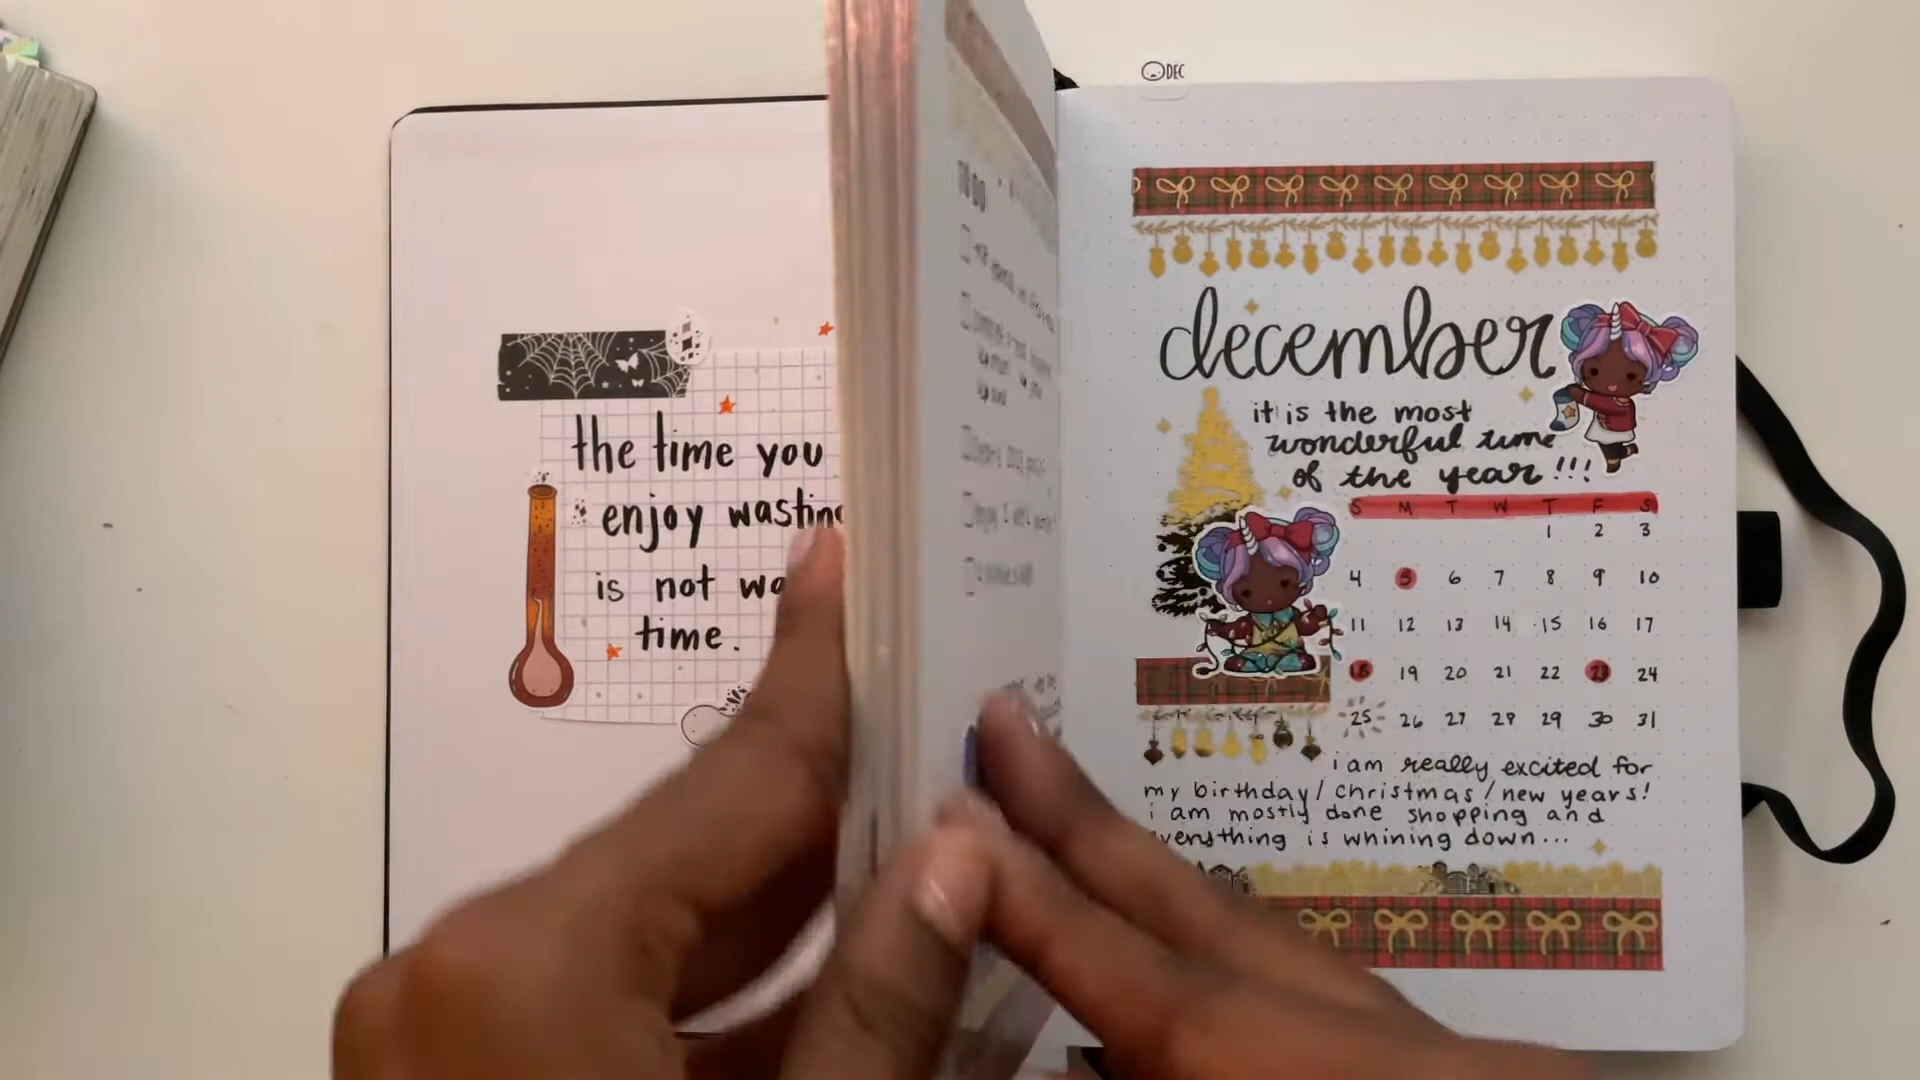 the time you
enjoy wasting
is not
time.
TO DO
DEC
december
it is the most
wonderful time
of the year!!!
S M T W T F S
1 2 3
4 5 6 7 8 9 10
11 12 13 14 15 16 17
18 19 20 21 22 23 24
25 26 27 28 29 30 31
i am really excited for
my birthday/christmas/new years!
i am mostly done shopping and
everything is whining down...